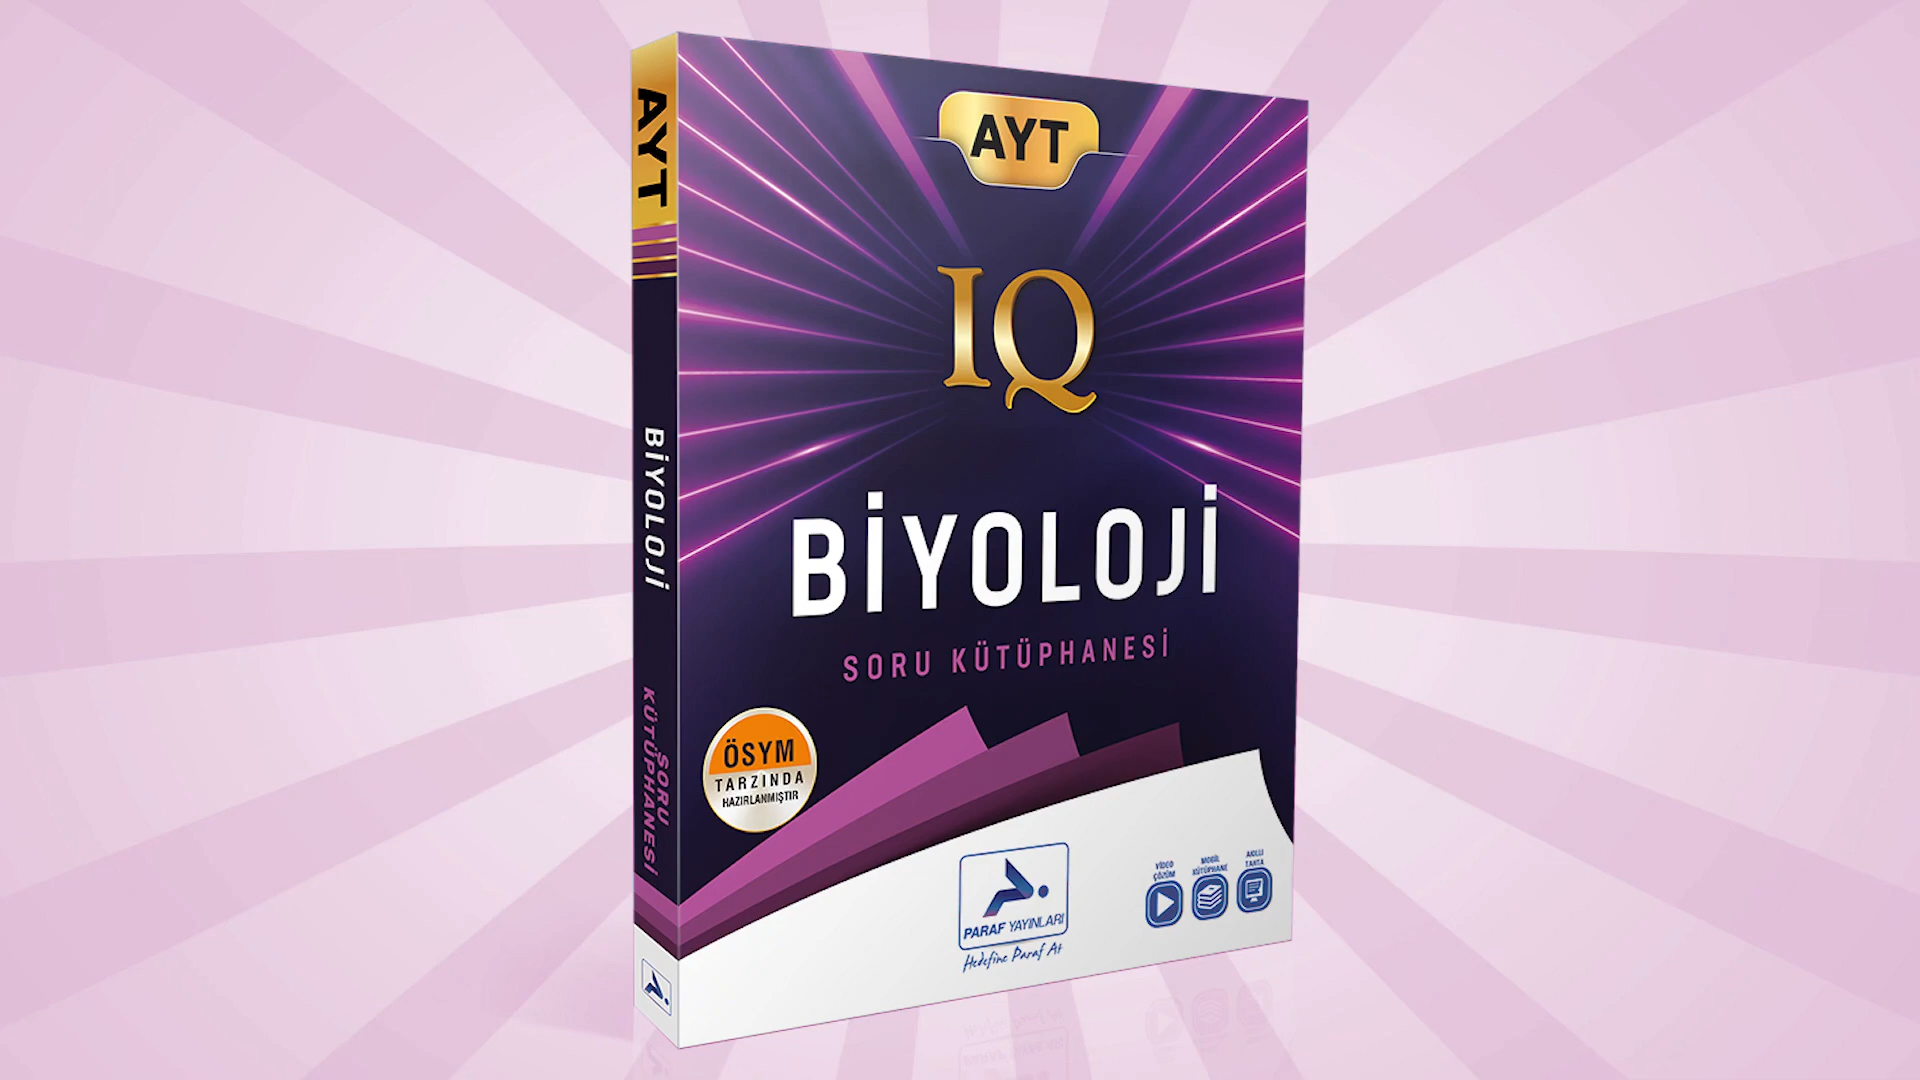 AYT
BİYOLOJİ
SORU
KÜTÜPHANESİ
AYT
IQ
BİYOLOJİ
SORU KÜTÜPHANESİ
ÖSYM
TARZINDA
HAZIRLANMIŞTIR
PARAF YAYINLARI
Hedefine Paraf At
VİDEO
ÇÖZÜM
MOBİL
KÜTÜPHANE
AKILLI
TAHTA